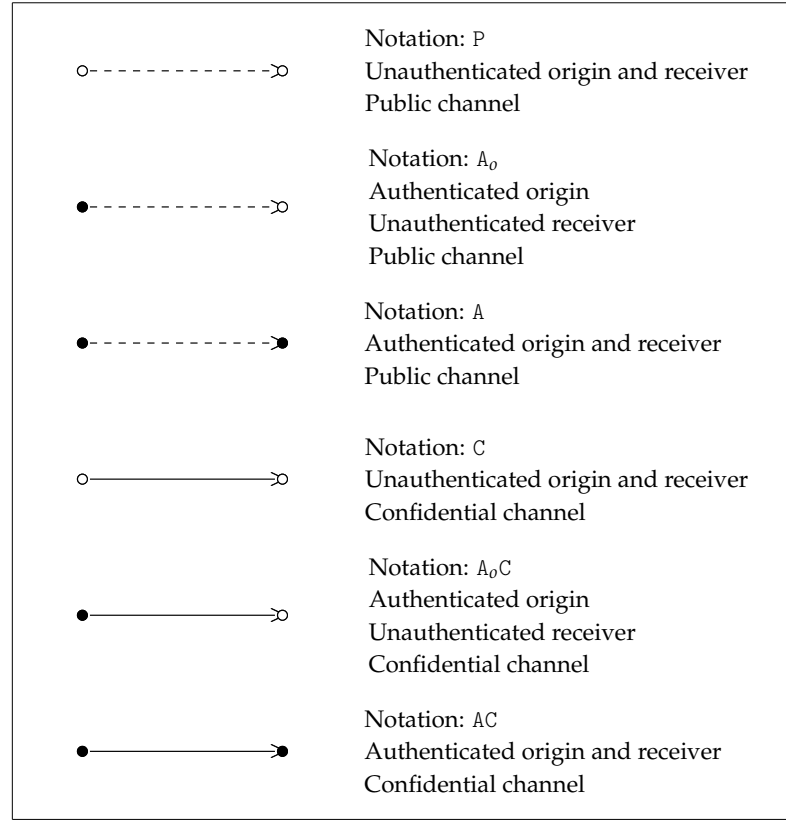 Notation: P
Unauthenticated origin and receiver
Public channel
Notation: Aₒ
Authenticated origin
Unauthenticated receiver
Public channel
Notation: A
Authenticated origin and receiver
Public channel
Notation: C
Unauthenticated origin and receiver
Confidential channel
Notation: AₒC
Authenticated origin
Unauthenticated receiver
Confidential channel
Notation: AC
Authenticated origin and receiver
Confidential channel